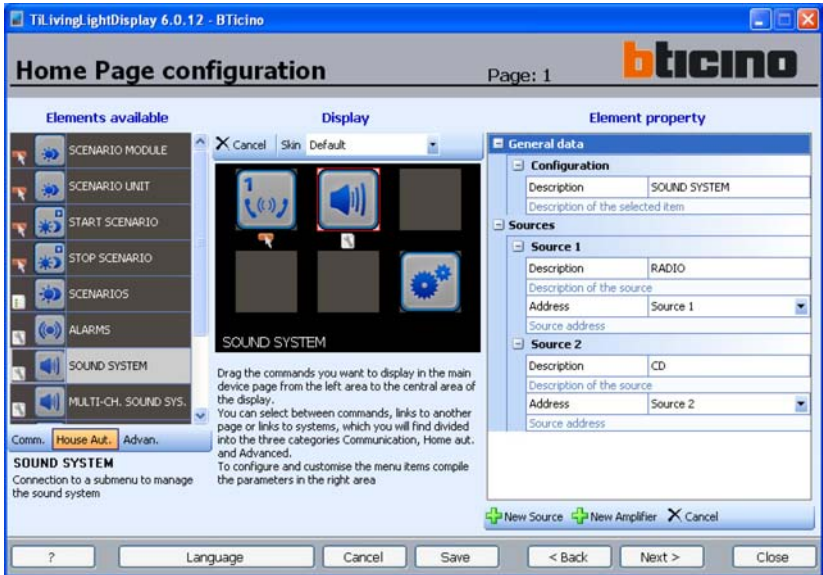 TiLivingLightDisplay 6.0.12 - BTicino
Home Page configuration
Page: 1
bticino
Elements available
Display
Element property
SCENARIO MODULE
SCENARIO UNIT
START SCENARIO
STOP SCENARIO
SCENARIOS
ALARMS
SOUND SYSTEM
MULTI-CH. SOUND SYS.
Comm. House Aut. Advan.
SOUND SYSTEM
Connection to a submenu to manage
the sound system
Cancel Skin Default
1
SOUND SYSTEM
Drag the commands you want to display in the main
device page from the left area to the central area of
the display.
You can select between commands, links to another
page or links to systems, which you will find divided
into the three categories Communication, Home aut.
and Advanced.
To configure and customise the menu items compile
the parameters in the right area
General data
Configuration
Description SOUND SYSTEM
Description of the selected item
Sources
Source 1
Description RADIO
Description of the source
Address Source 1
Source address
Source 2
Description CD
Description of the source
Address Source 2
Source address
New Source New Amplifier Cancel
? Language Cancel Save < Back Next > Close